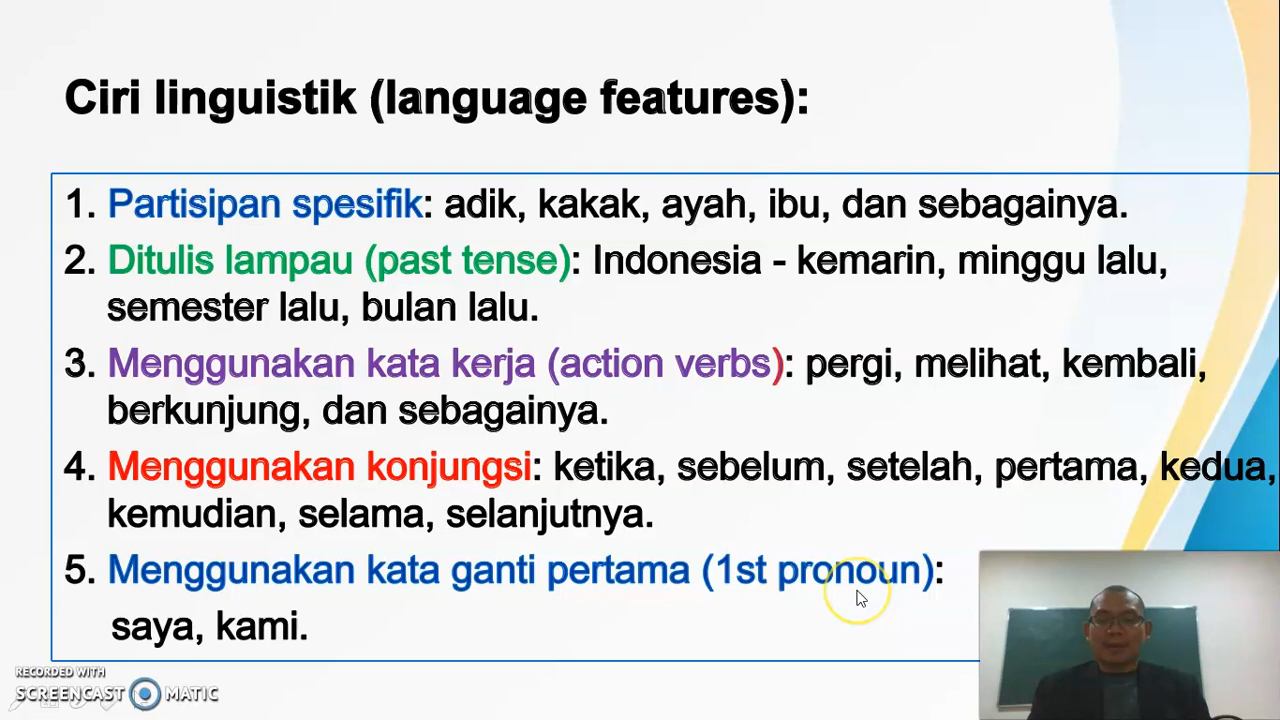 Ciri linguistik (language features):
1. Partisipan spesifik: adik, kakak, ayah, ibu, dan sebagainya.
2. Ditulis lampau (past tense): Indonesia - kemarin, minggu lalu,
semester lalu, bulan lalu.
3. Menggunakan kata kerja (action verbs): pergi, melihat, kembali,
berkunjung, dan sebagainya.
4. Menggunakan konjungsi: ketika, sebelum, setelah, pertama, kedua,
kemudian, selama, selanjutnya.
5. Menggunakan kata ganti pertama (1st pronoun):
saya, kami.
RECORDED WITH
SCREENCAST MATIC